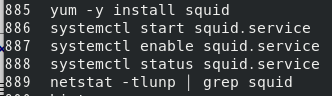 885 yum -y install squid
886 systemctl start squid.service
887 systemctl enable squid.service
888 systemctl status squid.service
889 netstat -tlunp | grep squid